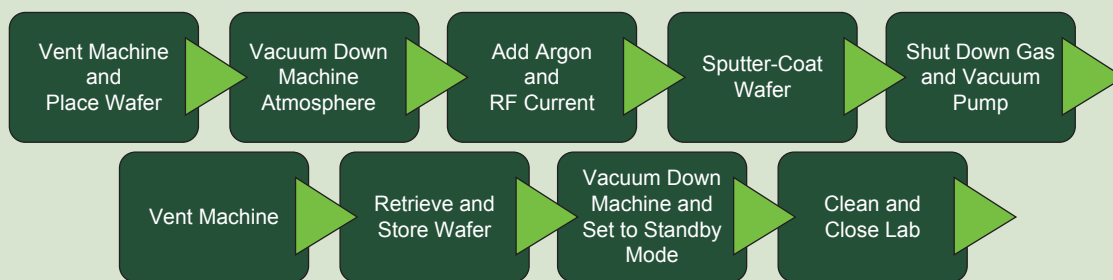 Vent Machine
and
Place Wafer
Vacuum Down
Machine
Atmosphere
Add Argon
and
RF Current
Sputter-Coat
Wafer
Shut Down Gas
and Vacuum
Pump
Vent Machine
Retrieve and
Store Wafer
Vacuum Down
Machine and
Set to Standby
Mode
Clean and
Close Lab